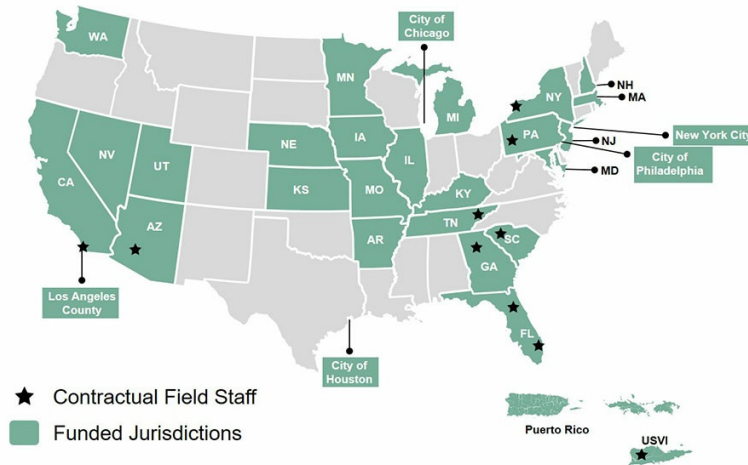 City of
Chicago
WA
MN
NH
MA
NY
MI
New York City
PA
NJ
City of
Philadelphia
MD
NE
IA
IL
NV
UT
CA
KS
MO
KY
TN
AZ
AR
SC
GA
Los Angeles
County
FL
City of
Houston
Contractual Field Staff
Funded Jurisdictions
Puerto Rico
USVI